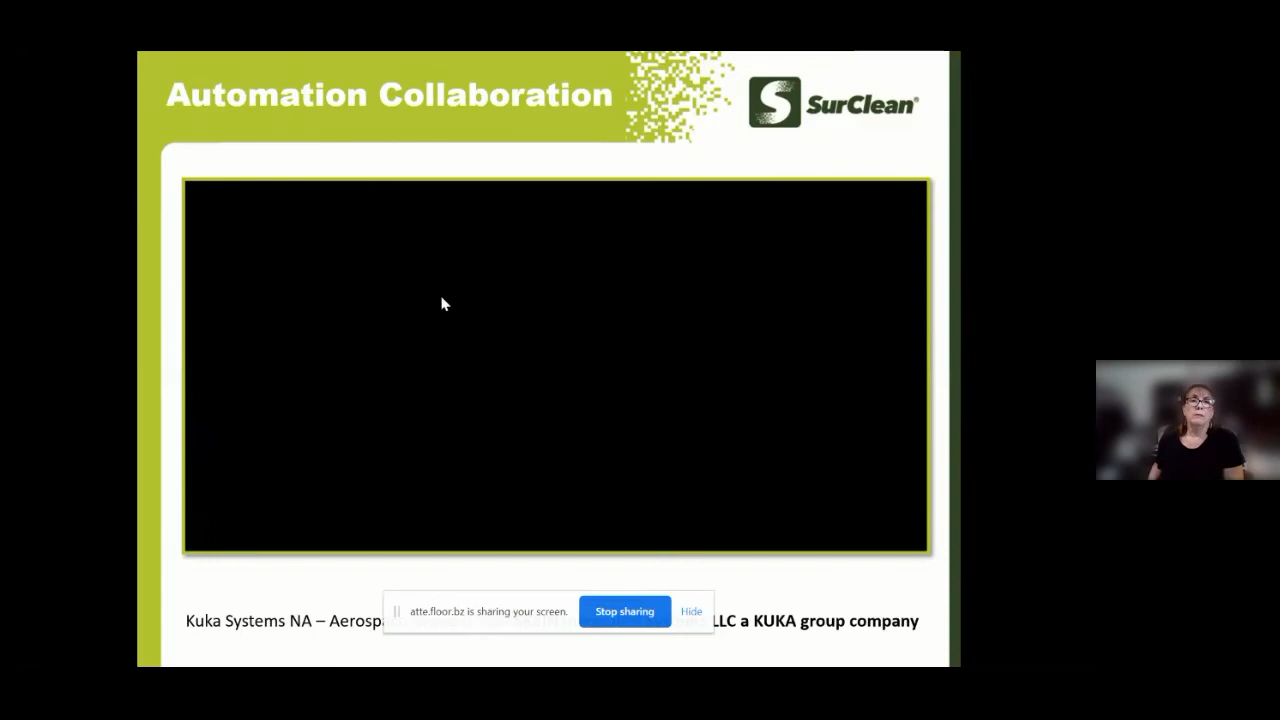 Automation Collaboration
SurClean®
atte.floor.bz is sharing your screen.
Stop sharing
Hide
Kuka Systems NA – Aerosp LLC a KUKA group company